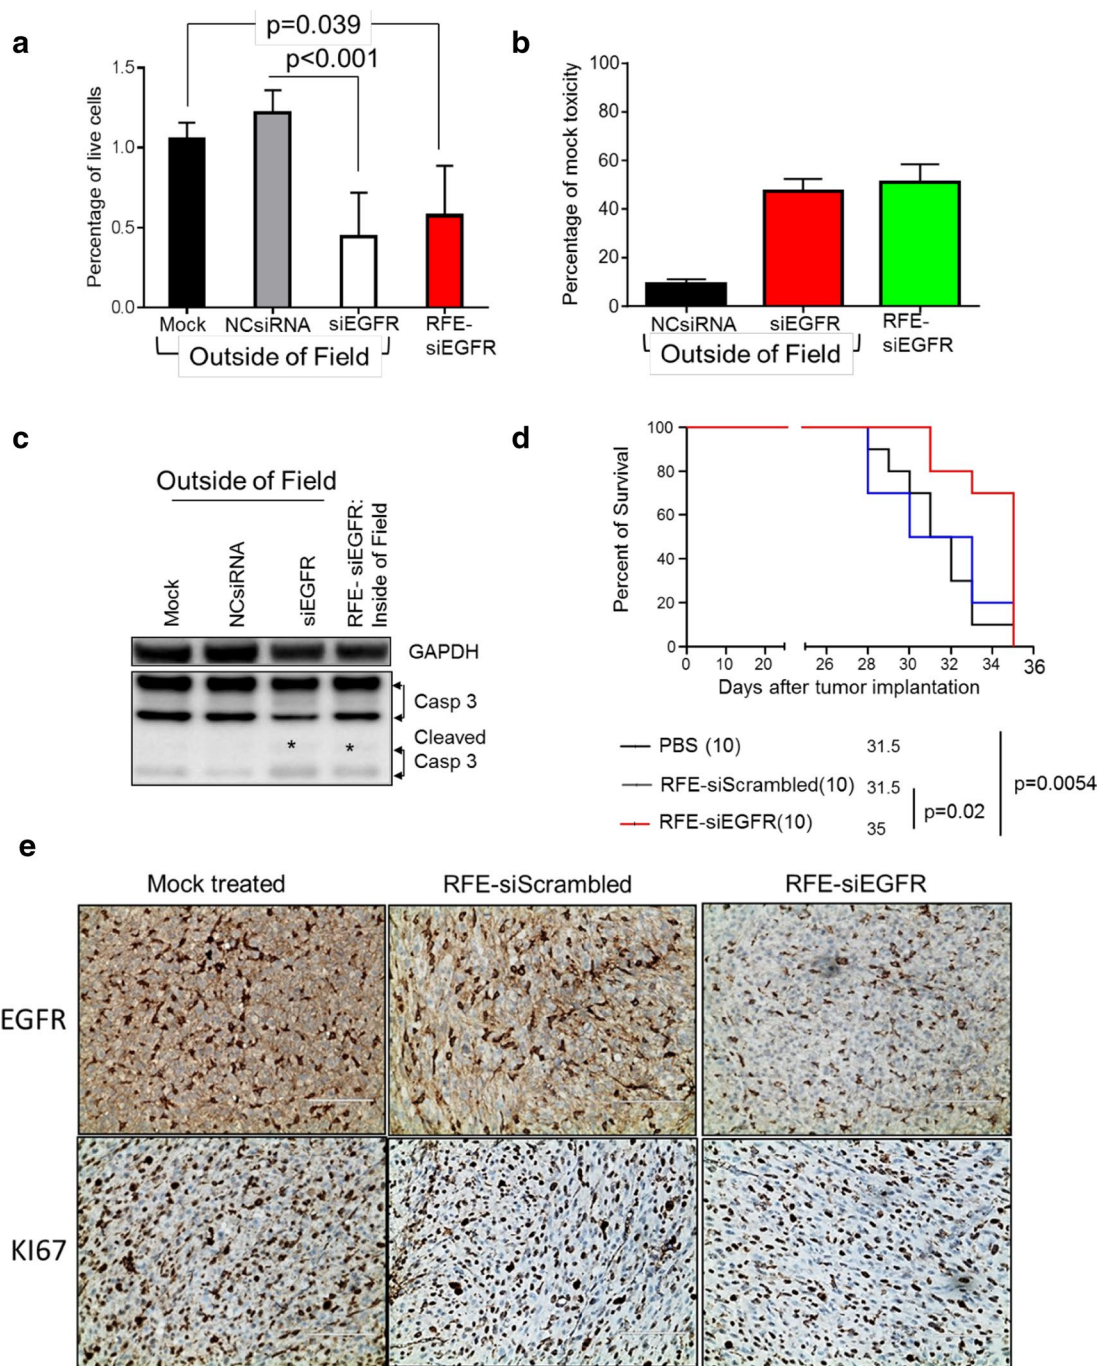 a
p=0.039
p<0.001
Percentage of live cells
1.5
1.0
0.5
0.0
Mock
NCsiRNA
siEGFR
RFE-
siEGFR
Outside of Field
b
Percentage of mock toxicity
100
80
60
40
20
0
NCsiRNA
siEGFR
RFE-
siEGFR
Outside of Field
c
Outside of Field
Mock
NCsiRNA
siEGFR
RFE- siEGFR:
Inside of Field
GAPDH
Casp 3
Cleaved
Casp 3
* *
d
Percent of Survival
100
80
60
40
20
0
0 10 20 26 28 30 32 34 36
Days after tumor implantation
PBS (10) 31.5
RFE-siScrambled(10) 31.5
RFE-siEGFR(10) 35
p=0.02
p=0.0054
e
Mock treated RFE-siScrambled RFE-siEGFR
EGFR
KI67